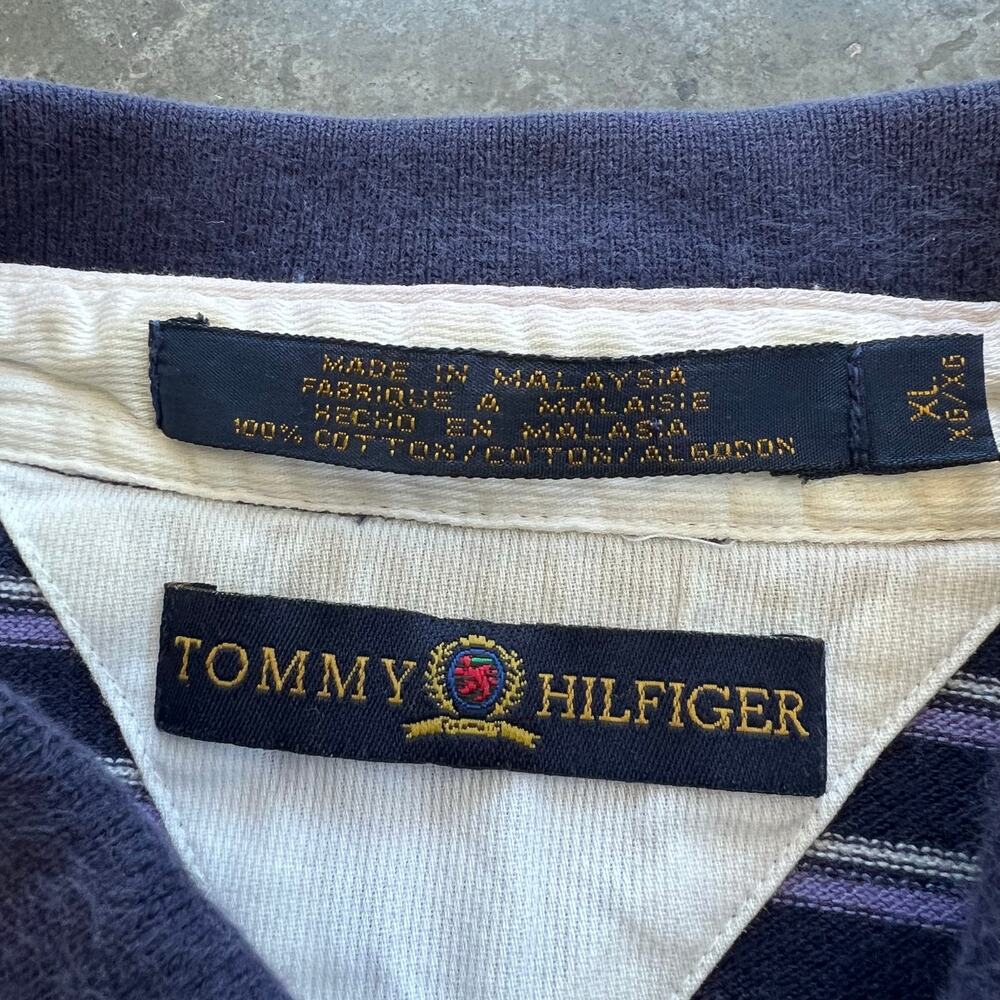 MADE IN MALAYSIA
FABRIQUE A MALAISIE
HECHO EN MALASIA
100% COTTON/COTON/ALGODON
XL
XG/XG
TOMMY HILFIGER